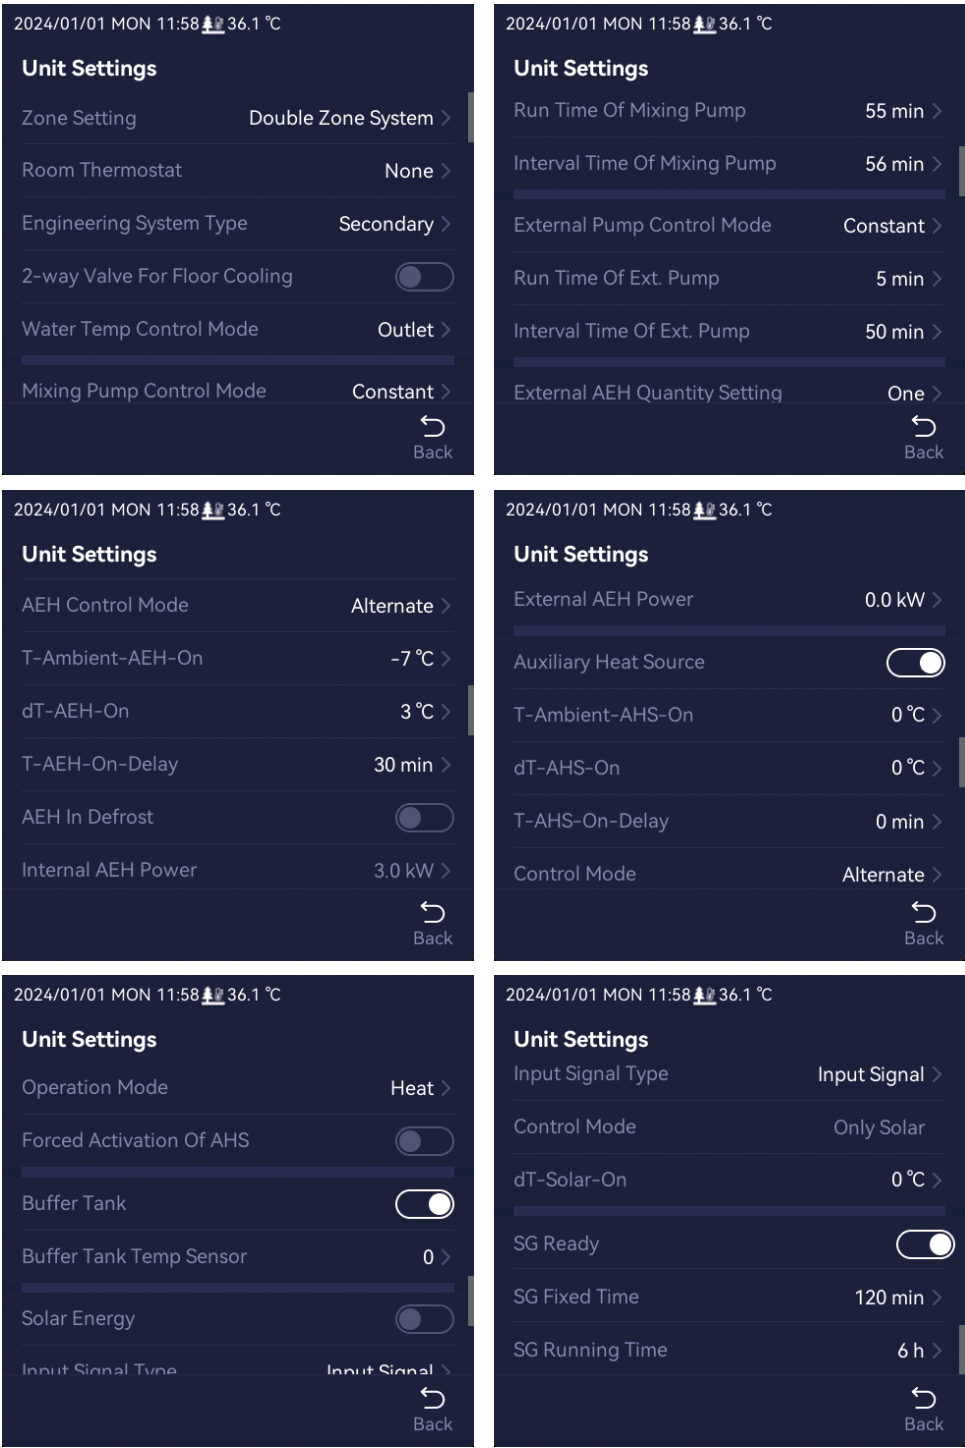 2024/01/01 MON 11:58 36.1 ℃
Unit Settings
Zone Setting Double Zone System
Room Thermostat None
Engineering System Type Secondary
2-way Valve For Floor Cooling
Water Temp Control Mode Outlet
Mixing Pump Control Mode Constant
Back
2024/01/01 MON 11:58 36.1 ℃
Unit Settings
Run Time Of Mixing Pump 55 min
Interval Time Of Mixing Pump 56 min
External Pump Control Mode Constant
Run Time Of Ext. Pump 5 min
Interval Time Of Ext. Pump 50 min
External AEH Quantity Setting One
Back
2024/01/01 MON 11:58 36.1 ℃
Unit Settings
AEH Control Mode Alternate
T-Ambient-AEH-On -7 ℃
dT-AEH-On 3 ℃
T-AEH-On-Delay 30 min
AEH In Defrost
Internal AEH Power 3.0 kW
Back
2024/01/01 MON 11:58 36.1 ℃
Unit Settings
External AEH Power 0.0 kW
Auxiliary Heat Source
T-Ambient-AHS-On 0 ℃
dT-AHS-On 0 ℃
T-AHS-On-Delay 0 min
Control Mode Alternate
Back
2024/01/01 MON 11:58 36.1 ℃
Unit Settings
Operation Mode Heat
Forced Activation Of AHS
Buffer Tank
Buffer Tank Temp Sensor 0
Solar Energy
Input Signal Type Input Signal
Back
2024/01/01 MON 11:58 36.1 ℃
Unit Settings
Input Signal Type Input Signal
Control Mode Only Solar
dT-Solar-On 0 ℃
SG Ready
SG Fixed Time 120 min
SG Running Time 6 h
Back